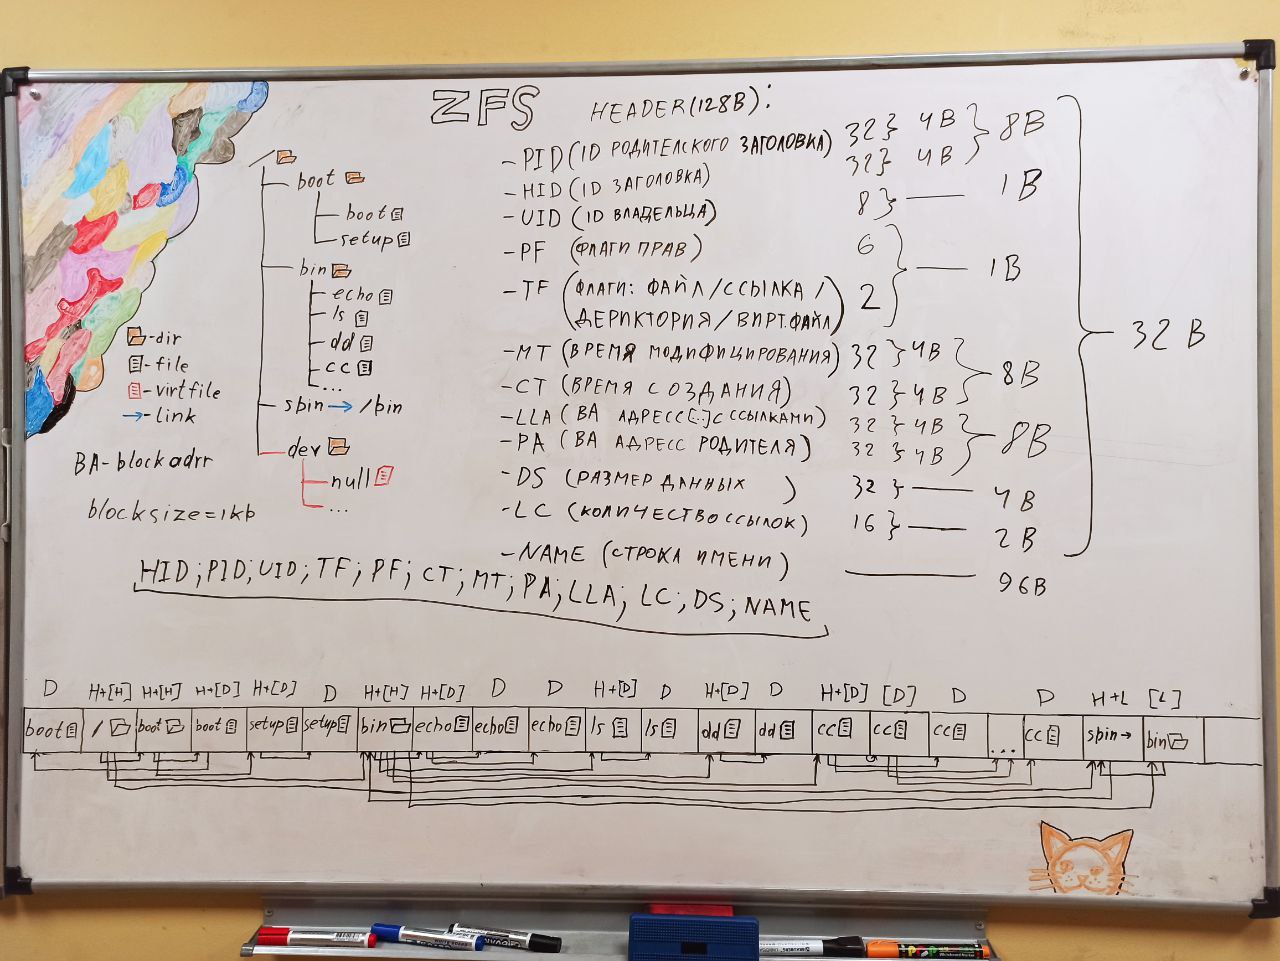 ZFS
HEADER(128B):
-PID(ID РОДИТЕЛСКОГО ЗАГОЛОВКА) 32} 4B } 8B
-HID(ID ЗАГОЛОВКА) 32} 4B
-UID(ID ВЛАДЕЛЬЦА) 8} — 1B
-PF (ФЛАГИ ПРАВ) 6
} — 1B
-TF (ФЛАГИ: ФАЙЛ/ССЫЛКА/ 2
ДЕРИКТОРИЯ/ВИРТ.ФАЙЛ)
-MT(ВРЕМЯ МОДИФИЦИРОВАНИЯ) 32} 4B } 8B
-CT (ВРЕМЯ СОЗДАНИЯ) 32} 4B
-LLA(BA АДРЕСС[..]С ССЫЛКАМИ) 32} 4B } 8B
-PA (BA АДРЕСС РОДИТЕЛЯ) 32} 4B
-DS (РАЗМЕР ДАННЫХ ) 32} — 4B
-LC (КОЛИЧЕСТВО ССЫЛОК) 16} — 2B
-NAME (СТРОКА ИМЕНИ) — 96B
} — 32B
/
boot
boot
setup
bin
echo
ls
dd
cc
...
sbin → /bin
dev
null
...
-dir
-file
-virtfile
→-link
BA-blockadrr
blocksize=1kb
HID;PID;UID;TF;PF;CT;MT;PA;LLA;LC;DS;NAME
D H+[H] H+[H] H+[D] H+[D] D H+[H] H+[D] D D H+[D] D H+[D] D H+[D] [D] D D H+L [L]
boot / boot boot setup setup bin echo echo echo ls ls dd dd cc cc cc ... cc sbin→ bin